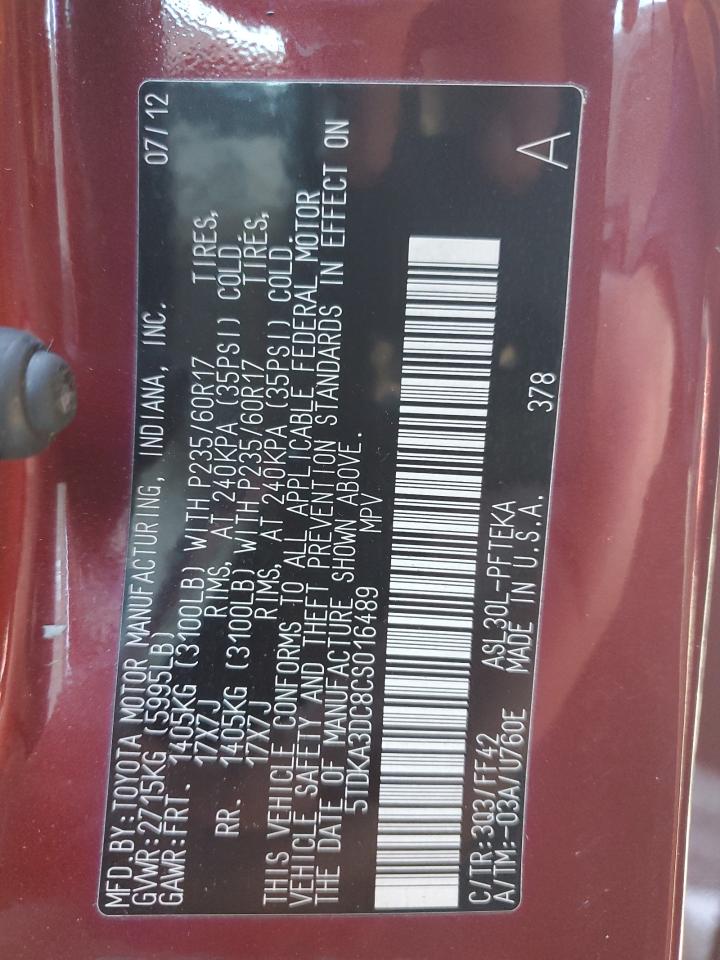 MFD.BY:TOYOTA MOTOR MANUFACTURING, INDIANA, INC. 07/12
GVWR:2715KG (5995LB)
GAWR:FRT. 1405KG (3100LB) WITH P235/60R17 TIRES,
17X7J RIMS, AT 240KPA (35PSI) COLD.
RR. 1405KG (3100LB) WITH P235/60R17 TIRES,
17X7J RIMS, AT 240KPA (35PSI) COLD.
THIS VEHICLE CONFORMS TO ALL APPLICABLE FEDERAL MOTOR
VEHICLE SAFETY AND THEFT PREVENTION STANDARDS IN EFFECT ON
THE DATE OF MANUFACTURE SHOWN ABOVE.
5TDKA3DC8CS016489 MPV
C/TR:3Q3/FF42 ASL30L-PFTEKA 378
A/TM:-03A/U760E MADE IN U.S.A.
A